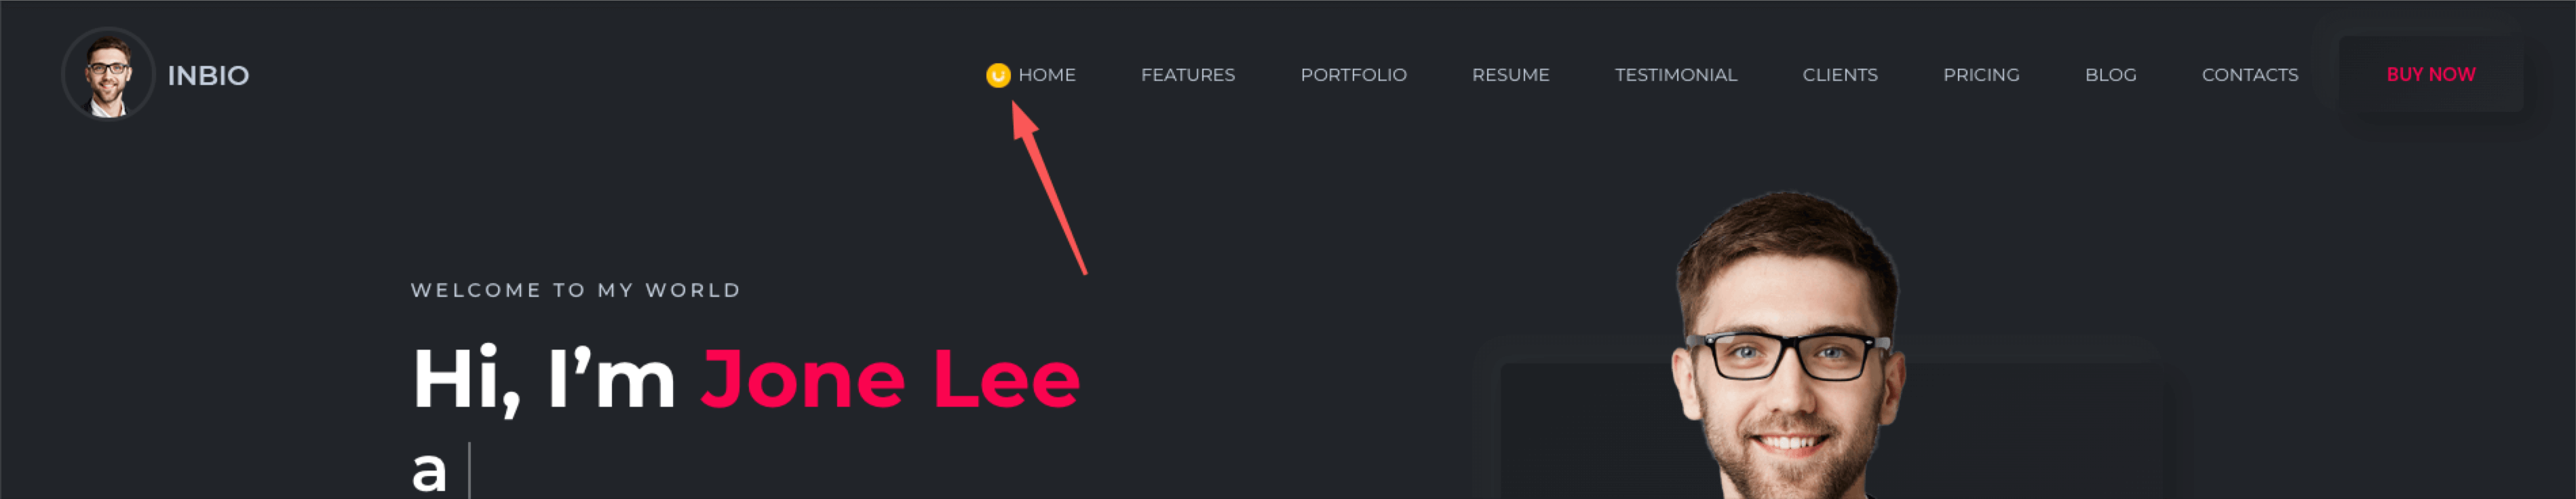 INBIO
HOME FEATURES PORTFOLIO RESUME TESTIMONIAL CLIENTS PRICING BLOG CONTACTS BUY NOW
WELCOME TO MY WORLD
Hi, I’m Jone Lee
a